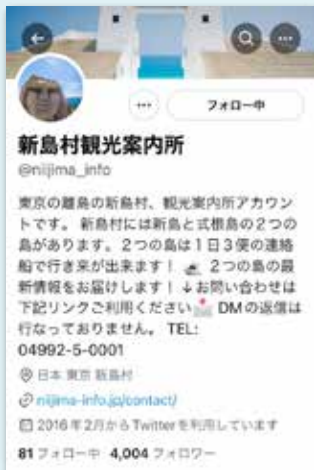 フォロー中
新島村観光案内所
@niijima_info
東京の離島の新島村、観光案内所アカウン
トです。 新島村には新島と式根島の2つの
島があります。2つの島は1日3便の連絡
船で行き来が出来ます！ 🛥 2つの島の最
新情報をお届けします！↓お問い合わせは
下記リンクご利用ください📩 DMの返信は
行なっておりません。 TEL:
04992-5-0001
日本 東京 新島村
niijima-info.jp/contact/
2016年2月からTwitterを利用しています
81 フォロー中 4,004 フォロワー